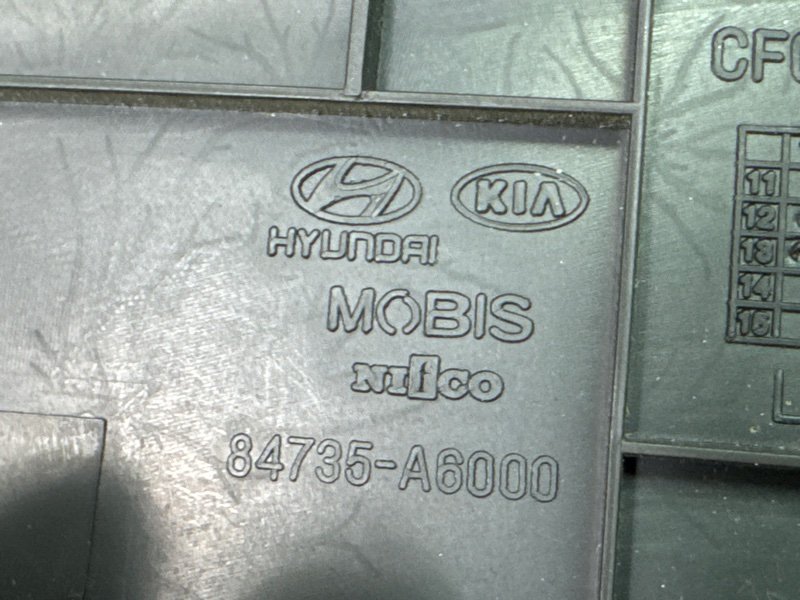 CF
11
12
13
14
15
KIA
HYUNDAI
MOBIS
Nifco
84735-A6000